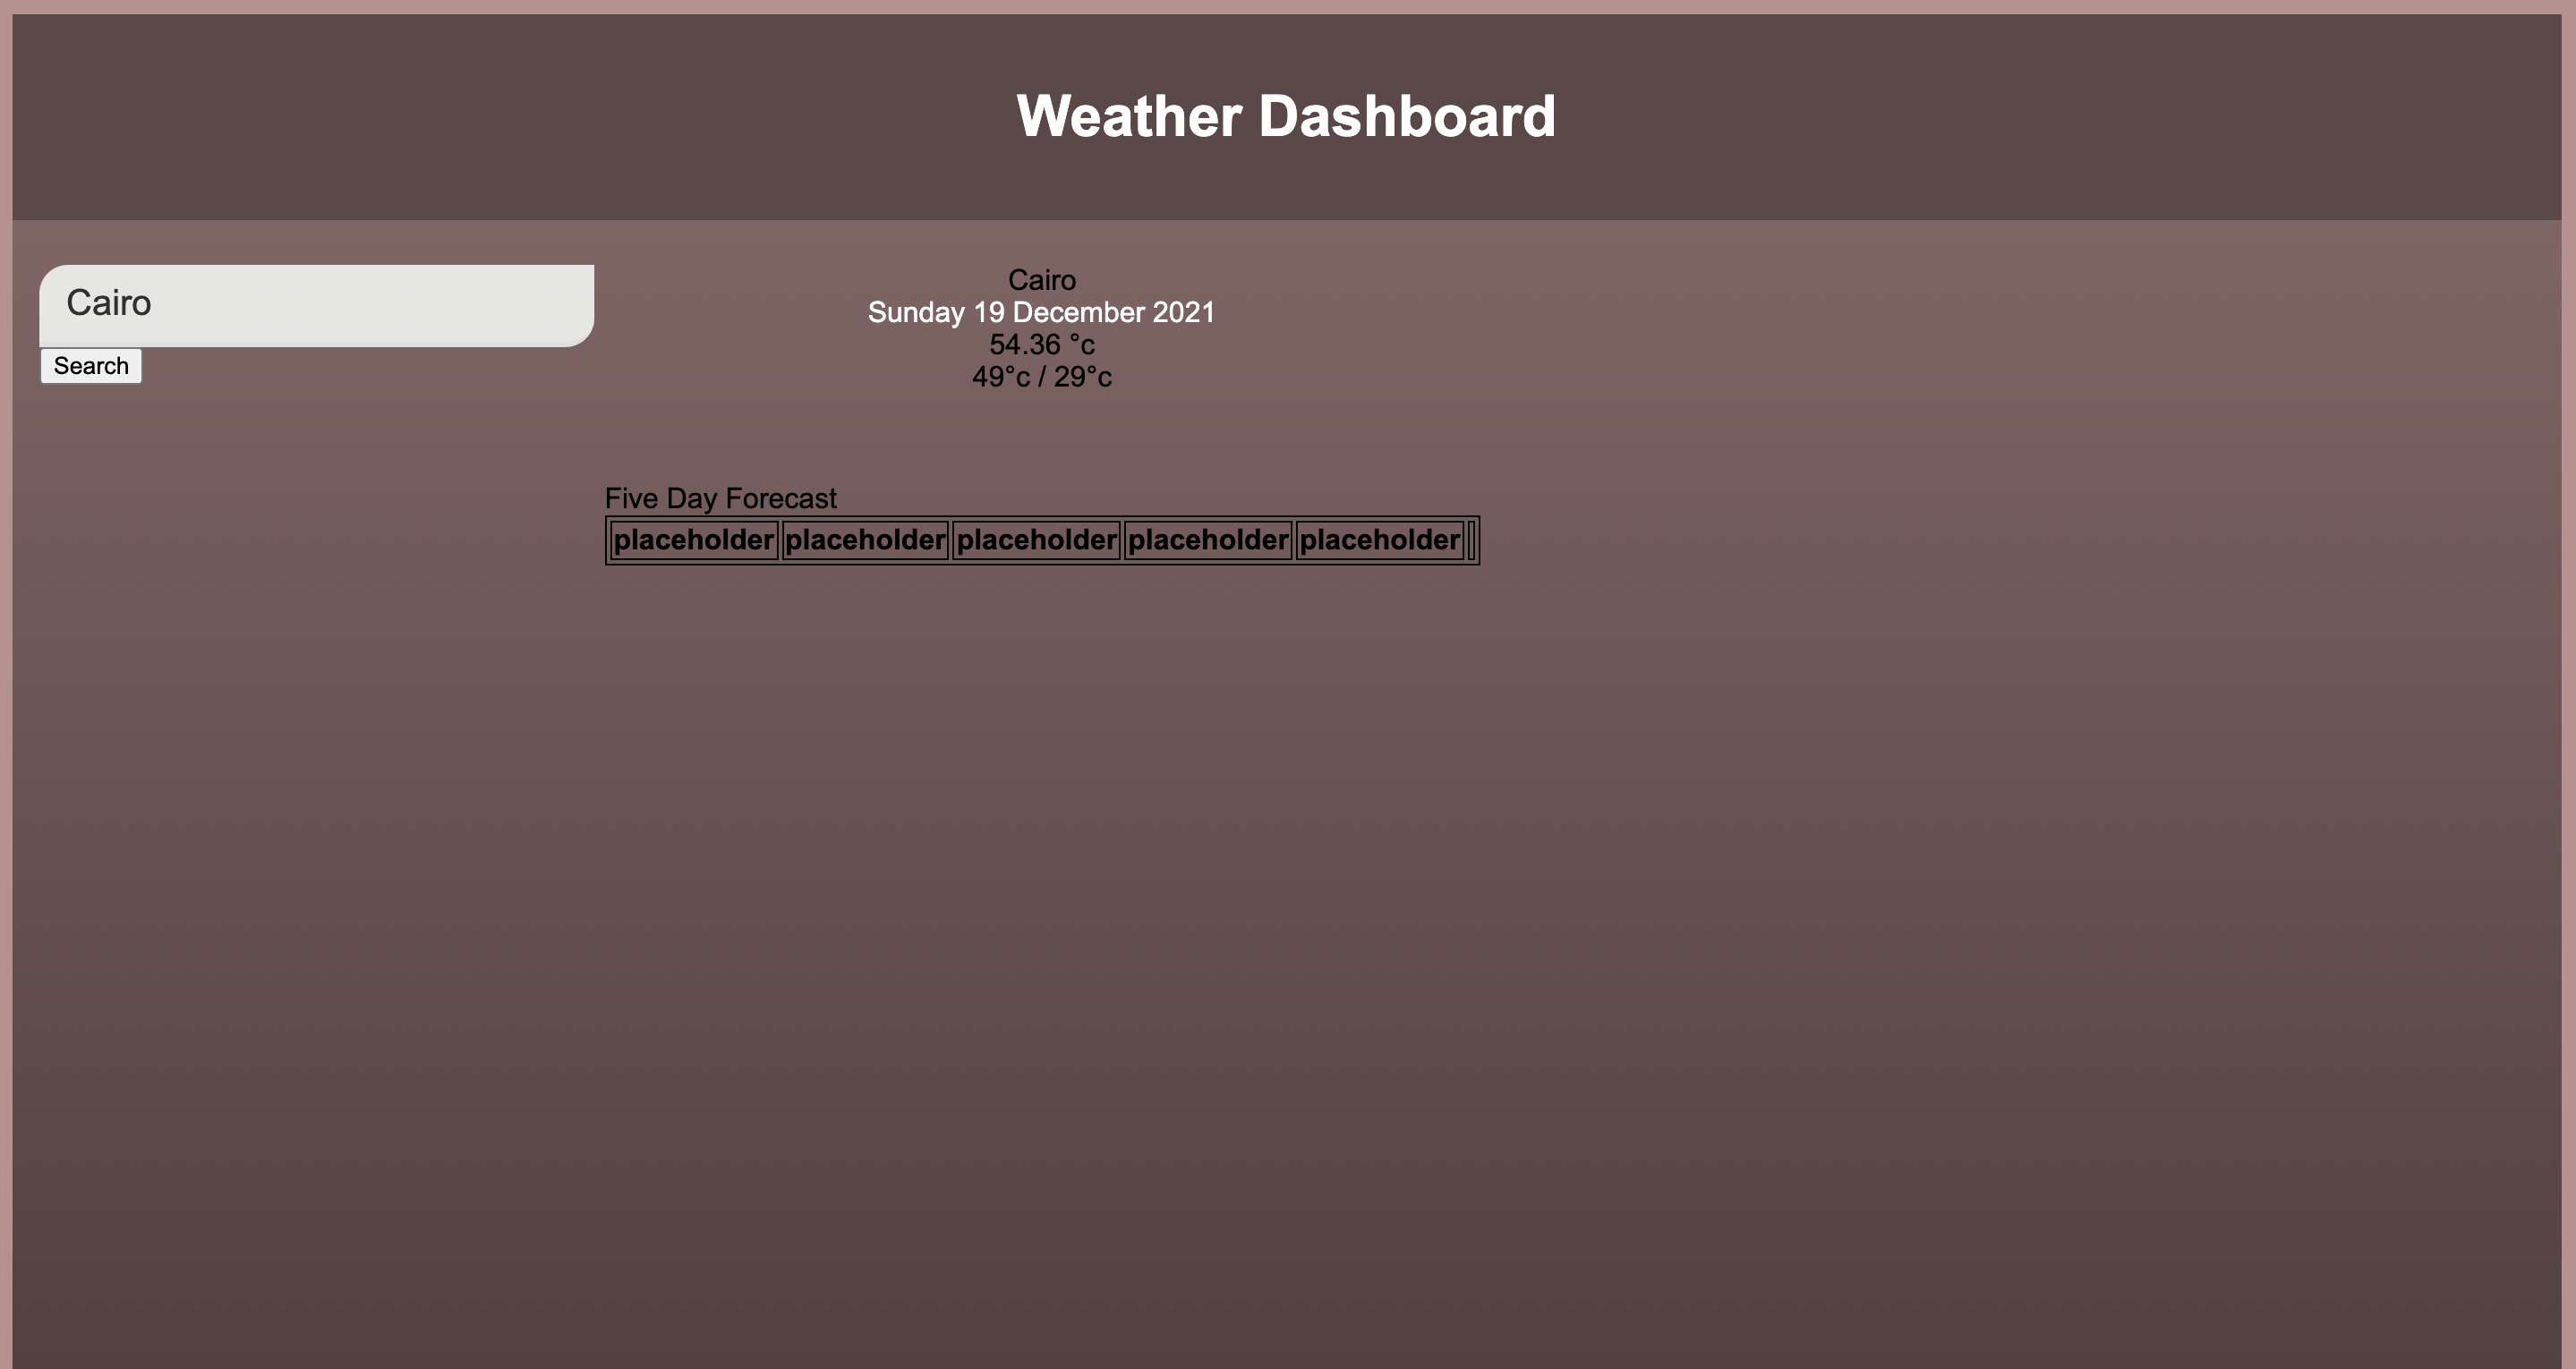 Weather Dashboard
Cairo
Search
Cairo
Sunday 19 December 2021
54.36 °c
49°c / 29°c
Five Day Forecast
placeholder placeholder placeholder placeholder placeholder